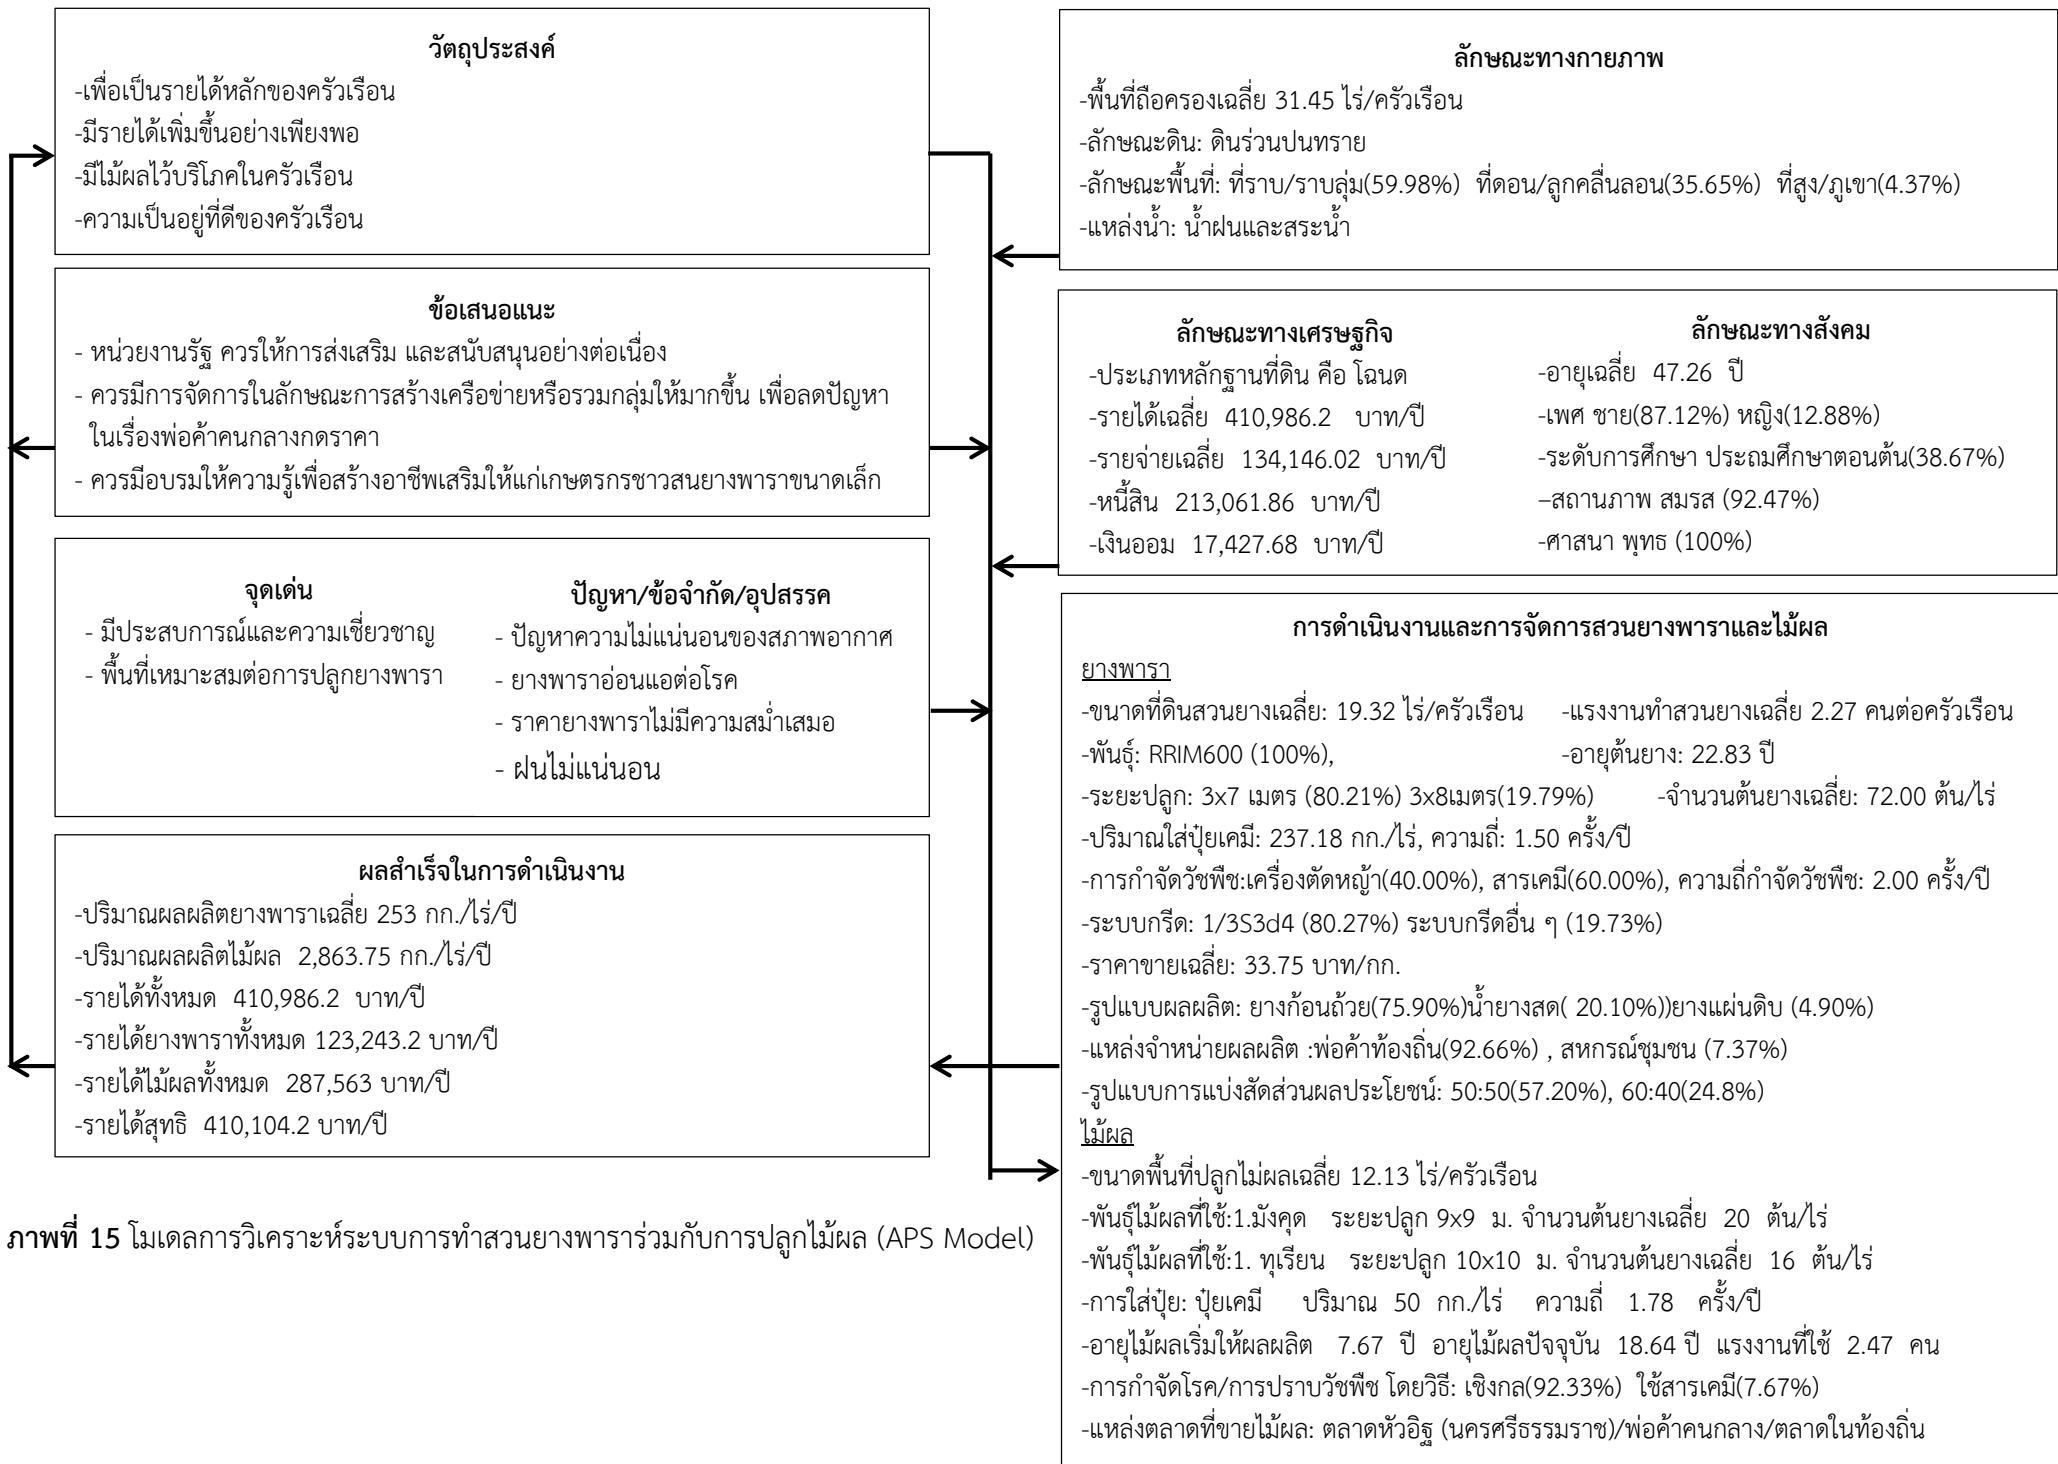 วัตถุประสงค์
-เพื่อเป็นรายได้หลักของครัวเรือน
-มีรายได้เพิ่มขึ้นอย่างเพียงพอ
-มีไม้ผลไว้บริโภคในครัวเรือน
-ความเป็นอยู่ที่ดีของครัวเรือน
ข้อเสนอแนะ
- หน่วยงานรัฐ ควรให้การส่งเสริม และสนับสนุนอย่างต่อเนื่อง
- ควรมีการจัดการในลักษณะการสร้างเครือข่ายหรือรวมกลุ่มให้มากขึ้น เพื่อลดปัญหา
ในเรื่องพ่อค้าคนกลางกดราคา
- ควรมีอบรมให้ความรู้เพื่อสร้างอาชีพเสริมให้แก่เกษตรกรชาวสนยางพาราขนาดเล็ก
จุดเด่น
- มีประสบการณ์และความเชี่ยวชาญ
- พื้นที่เหมาะสมต่อการปลูกยางพารา
ปัญหา/ข้อจำกัด/อุปสรรค
- ปัญหาความไม่แน่นอนของสภาพอากาศ
- ยางพาราอ่อนแอต่อโรค
- ราคายางพาราไม่มีความสม่ำเสมอ
- ฝนไม่แน่นอน
ผลสำเร็จในการดำเนินงาน
-ปริมาณผลผลิตยางพาราเฉลี่ย 253 กก./ไร่/ปี
-ปริมาณผลผลิตไม้ผล 2,863.75 กก./ไร่/ปี
-รายได้ทั้งหมด 410,986.2 บาท/ปี
-รายได้ยางพาราทั้งหมด 123,243.2 บาท/ปี
-รายได้ไม้ผลทั้งหมด 287,563 บาท/ปี
-รายได้สุทธิ 410,104.2 บาท/ปี
ลักษณะทางกายภาพ
-พื้นที่ถือครองเฉลี่ย 31.45 ไร่/ครัวเรือน
-ลักษณะดิน: ดินร่วนปนทราย
-ลักษณะพื้นที่: ที่ราบ/ราบลุ่ม(59.98%) ที่ดอน/ลูกคลื่นลอน(35.65%) ที่สูง/ภูเขา(4.37%)
-แหล่งน้ำ: น้ำฝนและสระน้ำ
ลักษณะทางเศรษฐกิจ
-ประเภทหลักฐานที่ดิน คือ โฉนด
-รายได้เฉลี่ย 410,986.2 บาท/ปี
-รายจ่ายเฉลี่ย 134,146.02 บาท/ปี
-หนี้สิน 213,061.86 บาท/ปี
-เงินออม 17,427.68 บาท/ปี
ลักษณะทางสังคม
-อายุเฉลี่ย 47.26 ปี
-เพศ ชาย(87.12%) หญิง(12.88%)
-ระดับการศึกษา ประถมศึกษาตอนต้น(38.67%)
–สถานภาพ สมรส (92.47%)
-ศาสนา พุทธ (100%)
การดำเนินงานและการจัดการสวนยางพาราและไม้ผล
ยางพารา
-ขนาดที่ดินสวนยางเฉลี่ย: 19.32 ไร่/ครัวเรือน -แรงงานทำสวนยางเฉลี่ย 2.27 คนต่อครัวเรือน
-พันธุ์: RRIM600 (100%), -อายุต้นยาง: 22.83 ปี
-ระยะปลูก: 3x7 เมตร (80.21%) 3x8เมตร(19.79%) -จำนวนต้นยางเฉลี่ย: 72.00 ต้น/ไร่
-ปริมาณใส่ปุ๋ยเคมี: 237.18 กก./ไร่, ความถี่: 1.50 ครั้ง/ปี
-การกำจัดวัชพืช:เครื่องตัดหญ้า(40.00%), สารเคมี(60.00%), ความถี่กำจัดวัชพืช: 2.00 ครั้ง/ปี
-ระบบกรีด: 1/3S3d4 (80.27%) ระบบกรีดอื่น ๆ (19.73%)
-ราคาขายเฉลี่ย: 33.75 บาท/กก.
-รูปแบบผลผลิต: ยางก้อนถ้วย(75.90%)น้ำยางสด( 20.10%))ยางแผ่นดิบ (4.90%)
-แหล่งจำหน่ายผลผลิต :พ่อค้าท้องถิ่น(92.66%) , สหกรณ์ชุมชน (7.37%)
-รูปแบบการแบ่งสัดส่วนผลประโยชน์: 50:50(57.20%), 60:40(24.8%)
ไม้ผล
-ขนาดพื้นที่ปลูกไม่ผลเฉลี่ย 12.13 ไร่/ครัวเรือน
-พันธุ์ไม้ผลที่ใช้:1.มังคุด ระยะปลูก 9x9 ม. จำนวนต้นยางเฉลี่ย 20 ต้น/ไร่
-พันธุ์ไม้ผลที่ใช้:1. ทุเรียน ระยะปลูก 10x10 ม. จำนวนต้นยางเฉลี่ย 16 ต้น/ไร่
-การใส่ปุ๋ย: ปุ๋ยเคมี ปริมาณ 50 กก./ไร่ ความถี่ 1.78 ครั้ง/ปี
-อายุไม้ผลเริ่มให้ผลผลิต 7.67 ปี อายุไม้ผลปัจจุบัน 18.64 ปี แรงงานที่ใช้ 2.47 คน
-การกำจัดโรค/การปราบวัชพืช โดยวิธี: เชิงกล(92.33%) ใช้สารเคมี(7.67%)
-แหล่งตลาดที่ขายไม้ผล: ตลาดหัวอิฐ (นครศรีธรรมราช)/พ่อค้าคนกลาง/ตลาดในท้องถิ่น
ภาพที่ 15 โมเดลการวิเคราะห์ระบบการทำสวนยางพาราร่วมกับการปลูกไม้ผล (APS Model)